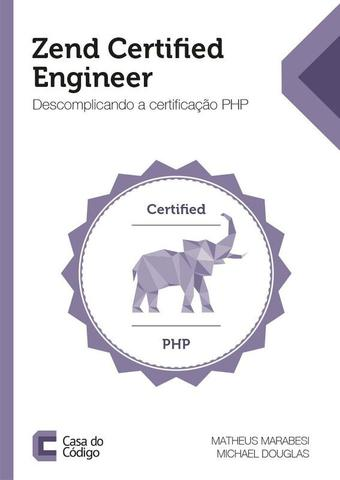 Zend Certified
Engineer
Descomplicando a certificação PHP
Certified
PHP
Casa do
Código
MATHEUS MARABESI
MICHAEL DOUGLAS